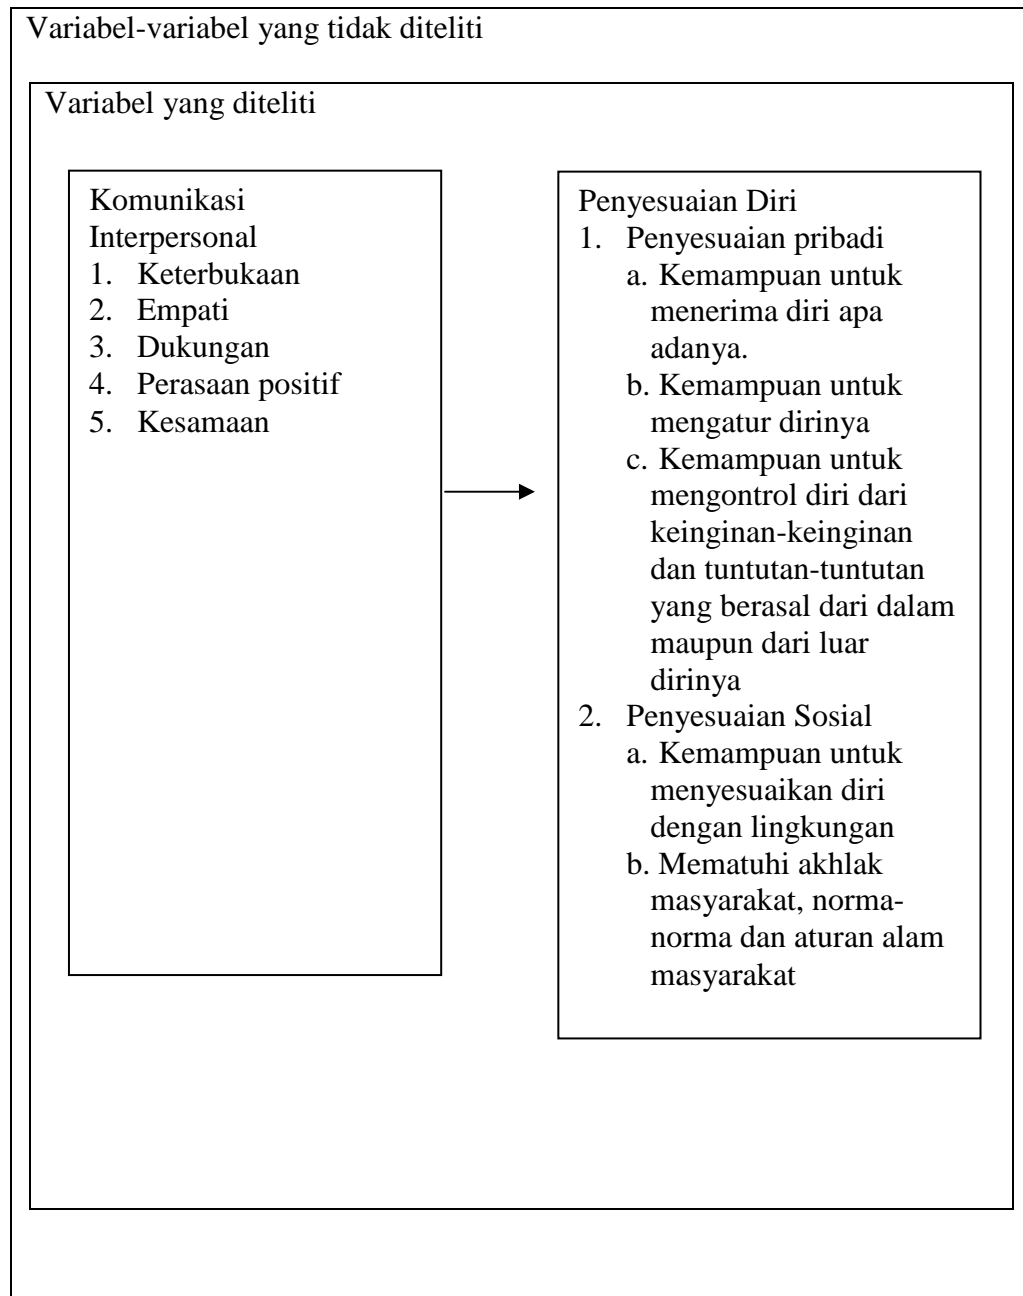 Variabel-variabel yang tidak diteliti
Variabel yang diteliti
Komunikasi
Interpersonal
1. Keterbukaan
2. Empati
3. Dukungan
4. Perasaan positif
5. Kesamaan
Penyesuaian Diri
1. Penyesuaian pribadi
a. Kemampuan untuk
menerima diri apa
adanya.
b. Kemampuan untuk
mengatur dirinya
c. Kemampuan untuk
mengontrol diri dari
keinginan-keinginan
dan tuntutan-tuntutan
yang berasal dari dalam
maupun dari luar
dirinya
2. Penyesuaian Sosial
a. Kemampuan untuk
menyesuaikan diri
dengan lingkungan
b. Mematuhi akhlak
masyarakat, norma-
norma dan aturan alam
masyarakat